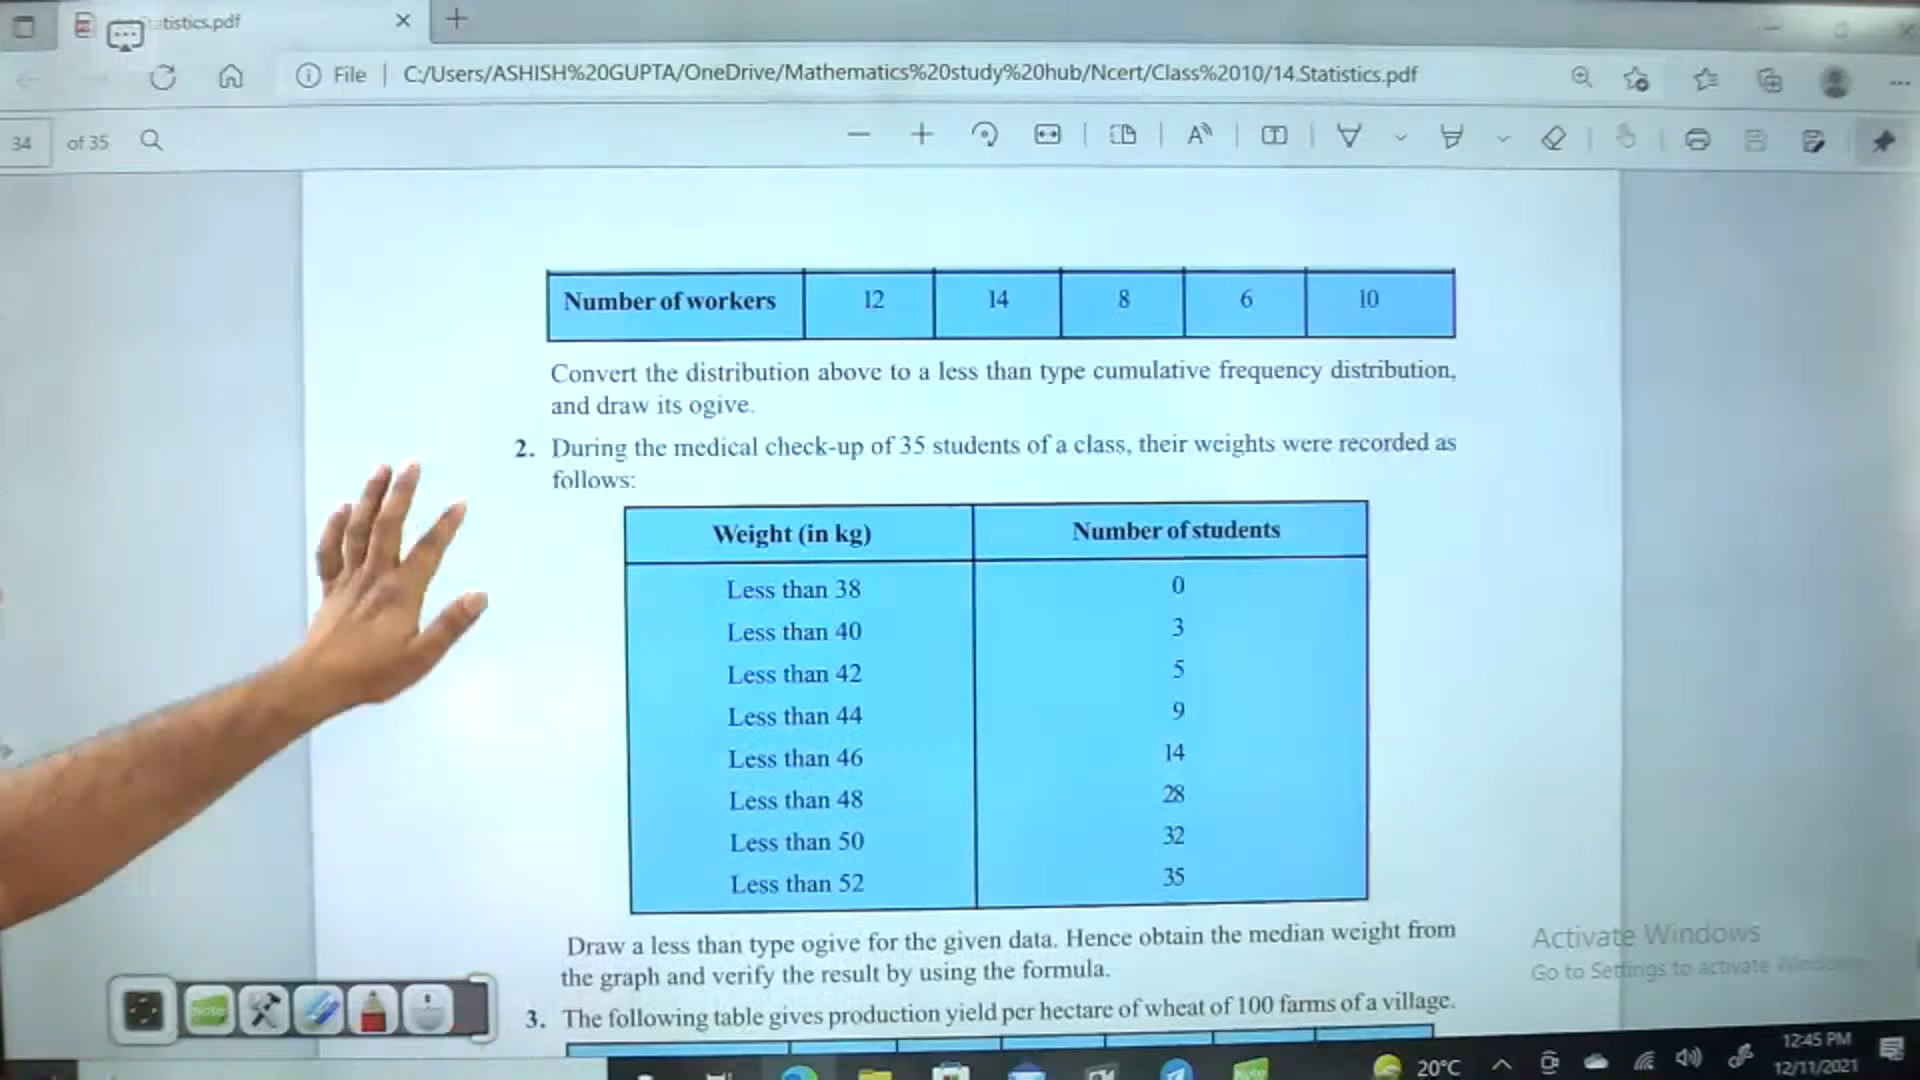 tistics.pdf
File
C:/Users/ASHISH%20GUPTA/OneDrive/Mathematics%20study%20hub/Ncert/Class%2010/14.Statistics.pdf
34 of 35
Number of workers 12 14 8 6 10
Convert the distribution above to a less than type cumulative frequency distribution,
and draw its ogive.
2. During the medical check-up of 35 students of a class, their weights were recorded as
follows:
Weight (in kg) Number of students
Less than 38 0
Less than 40 3
Less than 42 5
Less than 44 9
Less than 46 14
Less than 48 28
Less than 50 32
Less than 52 35
Draw a less than type ogive for the given data. Hence obtain the median weight from
the graph and verify the result by using the formula.
3. The following table gives production yield per hectare of wheat of 100 farms of a village.
Activate Windows
Go to Settings to activate Windows.
Note
20°C
12:45 PM
12/11/2021